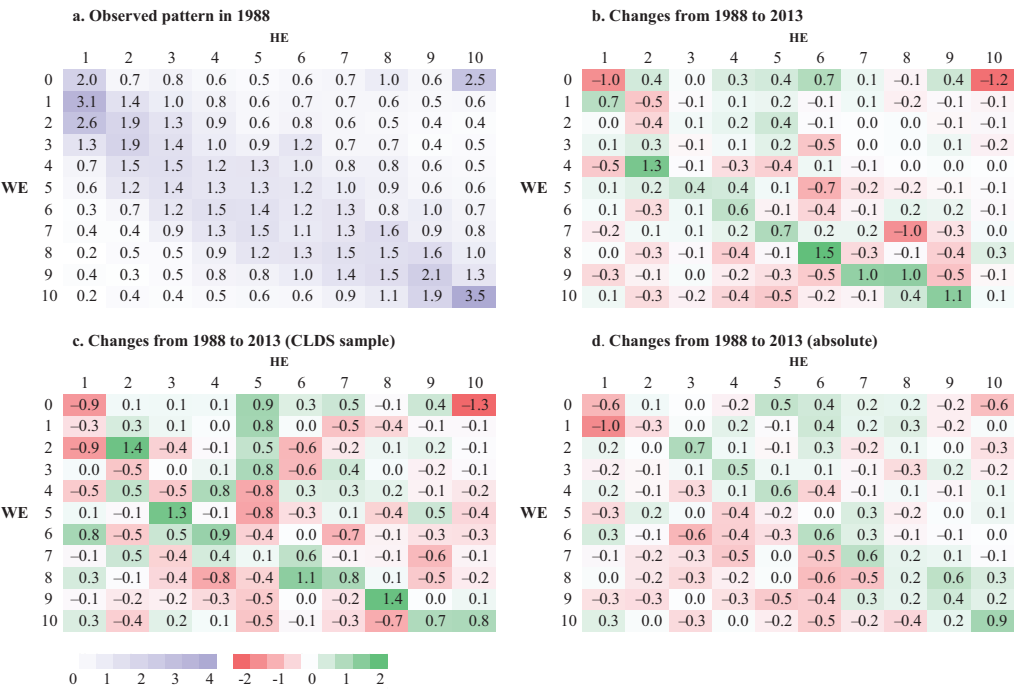 a. Observed pattern in 1988
HE
1 2 3 4 5 6 7 8 9 10
0 2.0 0.7 0.8 0.6 0.5 0.6 0.7 1.0 0.6 2.5
1 3.1 1.4 1.0 0.8 0.6 0.7 0.7 0.6 0.5 0.6
2 2.6 1.9 1.3 0.9 0.6 0.8 0.6 0.5 0.4 0.4
3 1.3 1.9 1.4 1.0 0.9 1.2 0.7 0.7 0.4 0.5
4 0.7 1.5 1.5 1.2 1.3 1.0 0.8 0.8 0.6 0.5
WE 5 0.6 1.2 1.4 1.3 1.3 1.2 1.0 0.9 0.6 0.6
6 0.3 0.7 1.2 1.5 1.4 1.2 1.3 0.8 1.0 0.7
7 0.4 0.4 0.9 1.3 1.5 1.1 1.3 1.6 0.9 0.8
8 0.2 0.5 0.5 0.9 1.2 1.3 1.5 1.5 1.6 1.0
9 0.4 0.3 0.5 0.8 0.8 1.0 1.4 1.5 2.1 1.3
10 0.2 0.4 0.4 0.5 0.6 0.6 0.9 1.1 1.9 3.5
b. Changes from 1988 to 2013
HE
1 2 3 4 5 6 7 8 9 10
0 –1.0 0.4 0.0 0.3 0.4 0.7 0.1 –0.1 0.4 –1.2
1 0.7 –0.5 –0.1 0.1 0.2 –0.1 0.1 –0.2 –0.1 –0.1
2 0.0 –0.4 0.1 0.2 0.4 –0.1 0.0 0.0 –0.1 –0.1
3 0.1 0.3 –0.1 0.1 0.2 –0.5 0.0 0.0 0.1 –0.2
4 –0.5 1.3 –0.1 –0.3 –0.4 0.1 –0.1 0.0 0.0 0.0
WE 5 0.1 0.2 0.4 0.4 0.1 –0.7 –0.2 –0.2 –0.1 –0.1
6 0.1 –0.3 0.1 0.6 –0.1 –0.4 –0.1 0.2 0.2 –0.1
7 –0.2 0.1 0.1 0.2 0.7 0.2 0.2 –1.0 –0.3 0.0
8 0.0 –0.3 –0.1 –0.4 –0.1 1.5 –0.3 –0.1 –0.4 0.3
9 –0.3 –0.1 0.0 –0.2 –0.3 –0.5 1.0 1.0 –0.5 –0.1
10 0.1 –0.3 –0.2 –0.4 –0.5 –0.2 –0.1 0.4 1.1 0.1
c. Changes from 1988 to 2013 (CLDS sample)
HE
1 2 3 4 5 6 7 8 9 10
0 –0.9 0.1 0.1 0.1 0.9 0.3 0.5 –0.1 0.4 –1.3
1 –0.3 0.3 0.1 0.0 0.8 0.0 –0.5 –0.4 –0.1 –0.1
2 –0.9 1.4 –0.4 –0.1 0.5 –0.6 –0.2 0.1 0.2 –0.1
3 0.0 –0.5 0.0 0.1 0.8 –0.6 0.4 0.0 –0.2 –0.1
4 –0.5 0.5 –0.5 0.8 –0.8 0.3 0.3 0.2 –0.1 –0.2
WE 5 0.1 –0.1 1.3 –0.1 –0.8 –0.3 0.1 –0.4 0.5 –0.4
6 0.8 –0.5 0.5 0.9 –0.4 0.0 –0.7 –0.1 –0.3 –0.3
7 –0.1 0.5 –0.4 0.4 0.1 0.6 –0.1 –0.1 –0.6 –0.1
8 0.3 –0.1 –0.4 –0.8 –0.4 1.1 0.8 0.1 –0.5 –0.2
9 –0.1 –0.2 –0.2 –0.3 –0.5 0.0 –0.2 1.4 0.0 0.1
10 0.3 –0.4 0.2 0.1 –0.5 –0.1 –0.3 –0.7 0.7 0.8
d. Changes from 1988 to 2013 (absolute)
HE
1 2 3 4 5 6 7 8 9 10
0 –0.6 0.1 0.0 –0.2 0.5 0.4 0.2 0.2 –0.2 –0.6
1 –1.0 –0.3 0.0 0.2 –0.1 0.4 0.2 0.3 –0.2 0.0
2 0.2 0.0 0.7 0.1 –0.1 0.3 –0.2 0.1 0.0 –0.3
3 –0.2 –0.1 0.1 0.5 0.1 0.1 –0.1 –0.3 0.2 –0.2
4 0.2 –0.1 –0.3 0.1 0.6 –0.4 –0.1 0.1 –0.1 0.1
WE 5 –0.3 0.2 0.0 –0.4 –0.2 0.0 0.3 –0.2 0.0 0.1
6 0.3 –0.1 –0.6 –0.4 –0.3 0.6 0.3 –0.1 –0.1 0.0
7 –0.1 –0.2 –0.3 –0.5 0.0 –0.5 0.6 0.2 0.1 –0.1
8 0.0 –0.2 –0.3 –0.2 0.0 –0.6 –0.5 0.2 0.6 0.3
9 –0.3 –0.3 0.0 –0.3 –0.5 –0.4 0.3 0.2 0.4 0.2
10 0.3 0.0 –0.3 0.0 –0.2 –0.5 –0.2 –0.4 0.2 0.9
0 1 2 3 4 -2 -1 0 1 2